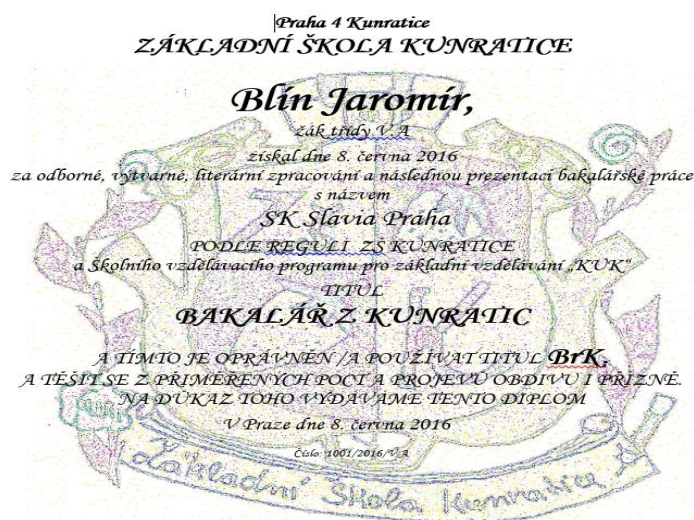 Praha 4 Kunratice
ZÁKLADNÍ ŠKOLA KUNRATICE
Blín Jaromír,
žák třídy V.A
získal dne 8. června 2016
za odborné, výtvarné, literární zpracování a následnou prezentaci bakalářské práce
s názvem
SK Slavia Praha
PODLE REGULI ZŠ KUNRATICE
a Školního vzdělávacího programu pro základní vzdělávání „KUK“
TITUL
BAKALÁŘ Z KUNRATIC
A TÍMTO JE OPRÁVNĚN /A POUŽÍVAT TITUL BrK.
A TĚŠIT SE Z PŘIMĚŘENÝCH POCT A PROJEVŮ OBDIVU I PŘÍZNĚ.
NA DŮKAZ TOHO VYDÁVÁME TENTO DIPLOM
V Praze dne 8. června 2016
Číslo: 1001/2016/V.A
Základní Škola Kunratice